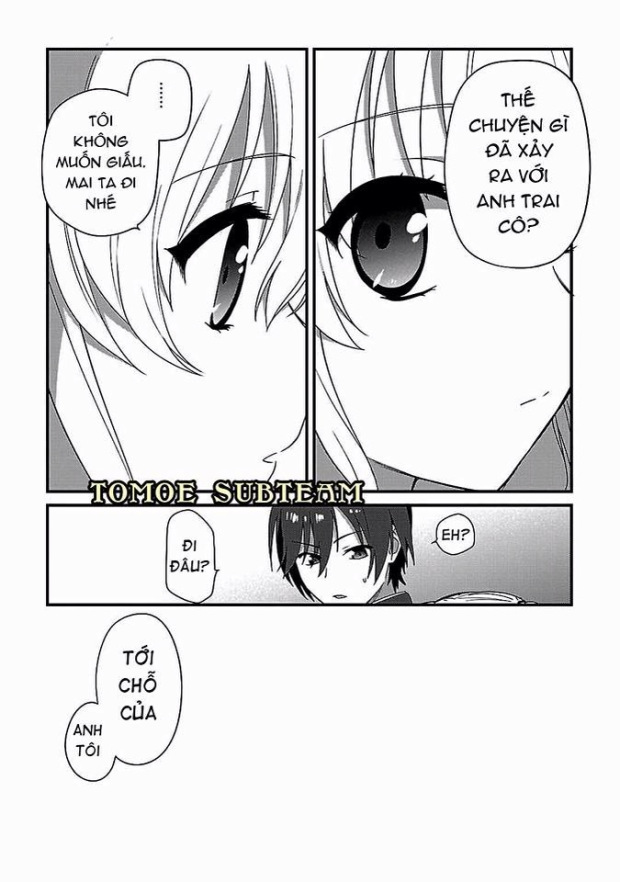 THẾ
CHUYỆN GÌ
ĐÃ XẢY
RA VỚI
ANH TRAI
CÔ?
......
TÔI
KHÔNG
MUỐN GIẤU.
MAI TA ĐI
NHÉ
TOMOE SUBTEAM
EH?
ĐI
ĐÂU?
TỚI
CHỖ
CỦA
ANH
TÔI